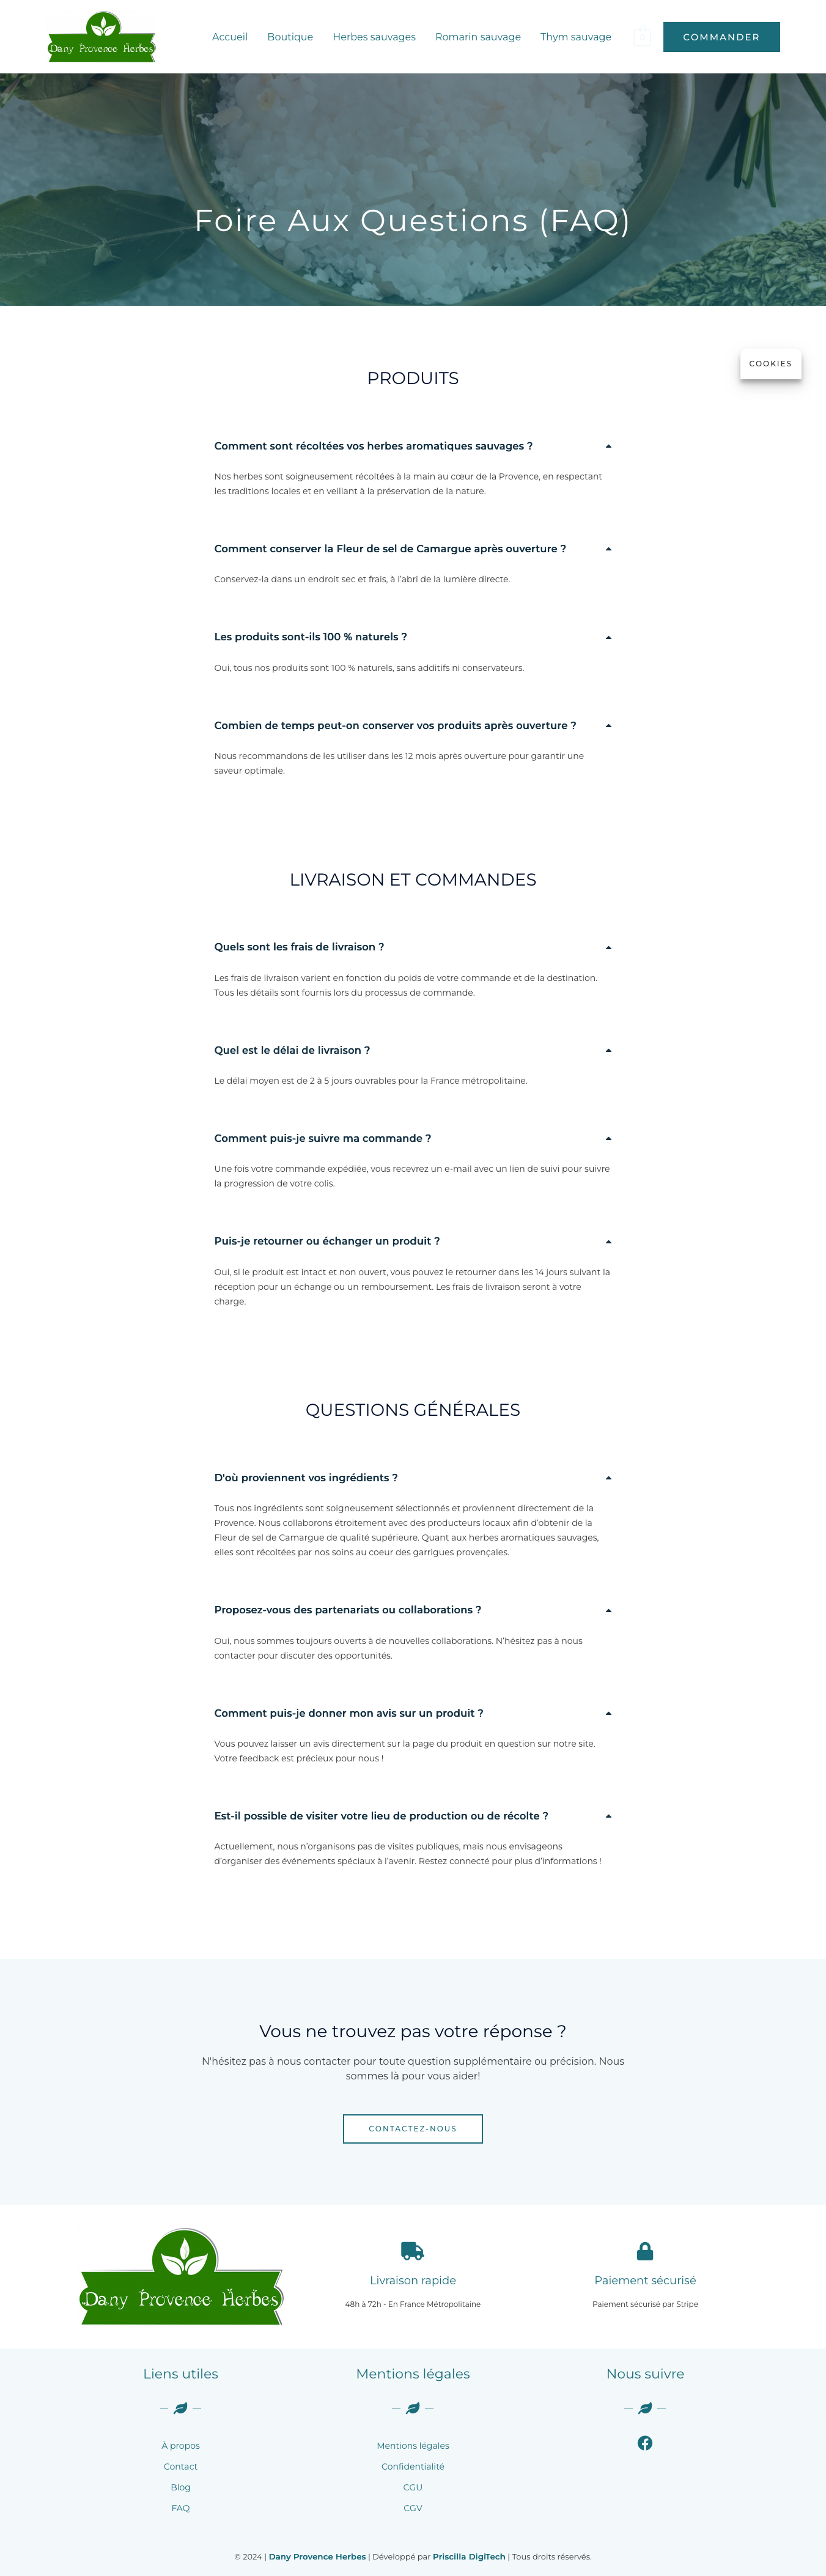 Dany Provence Herbes
Accueil
Boutique
Herbes sauvages
Romarin sauvage
Thym sauvage
COMMANDER
Foire Aux Questions (FAQ)
COOKIES
PRODUITS
Comment sont récoltées vos herbes aromatiques sauvages ?
Nos herbes sont soigneusement récoltées à la main au cœur de la Provence, en respectant
les traditions locales et en veillant à la préservation de la nature.
Comment conserver la Fleur de sel de Camargue après ouverture ?
Conservez-la dans un endroit sec et frais, à l’abri de la lumière directe.
Les produits sont-ils 100 % naturels ?
Oui, tous nos produits sont 100 % naturels, sans additifs ni conservateurs.
Combien de temps peut-on conserver vos produits après ouverture ?
Nous recommandons de les utiliser dans les 12 mois après ouverture pour garantir une
saveur optimale.
LIVRAISON ET COMMANDES
Quels sont les frais de livraison ?
Les frais de livraison varient en fonction du poids de votre commande et de la destination.
Tous les détails sont fournis lors du processus de commande.
Quel est le délai de livraison ?
Le délai moyen est de 2 à 5 jours ouvrables pour la France métropolitaine.
Comment puis-je suivre ma commande ?
Une fois votre commande expédiée, vous recevrez un e-mail avec un lien de suivi pour suivre
la progression de votre colis.
Puis-je retourner ou échanger un produit ?
Oui, si le produit est intact et non ouvert, vous pouvez le retourner dans les 14 jours suivant la
réception pour un échange ou un remboursement. Les frais de livraison seront à votre
charge.
QUESTIONS GÉNÉRALES
D'où proviennent vos ingrédients ?
Tous nos ingrédients sont soigneusement sélectionnés et proviennent directement de la
Provence. Nous collaborons étroitement avec des producteurs locaux afin d’obtenir de la
Fleur de sel de Camargue de qualité supérieure. Quant aux herbes aromatiques sauvages,
elles sont récoltées par nos soins au coeur des garrigues provençales.
Proposez-vous des partenariats ou collaborations ?
Oui, nous sommes toujours ouverts à de nouvelles collaborations. N’hésitez pas à nous
contacter pour discuter des opportunités.
Comment puis-je donner mon avis sur un produit ?
Vous pouvez laisser un avis directement sur la page du produit en question sur notre site.
Votre feedback est précieux pour nous !
Est-il possible de visiter votre lieu de production ou de récolte ?
Actuellement, nous n’organisons pas de visites publiques, mais nous envisageons
d’organiser des événements spéciaux à l’avenir. Restez connecté pour plus d’informations !
Vous ne trouvez pas votre réponse ?
N'hésitez pas à nous contacter pour toute question supplémentaire ou précision. Nous
sommes là pour vous aider!
CONTACTEZ-NOUS
Dany Provence Herbes
Livraison rapide
48h à 72h - En France Métropolitaine
Paiement sécurisé
Paiement sécurisé par Stripe
Liens utiles
À propos
Contact
Blog
FAQ
Mentions légales
Mentions légales
Confidentialité
CGU
CGV
Nous suivre
© 2024 | Dany Provence Herbes | Développé par Priscilla DigiTech | Tous droits réservés.